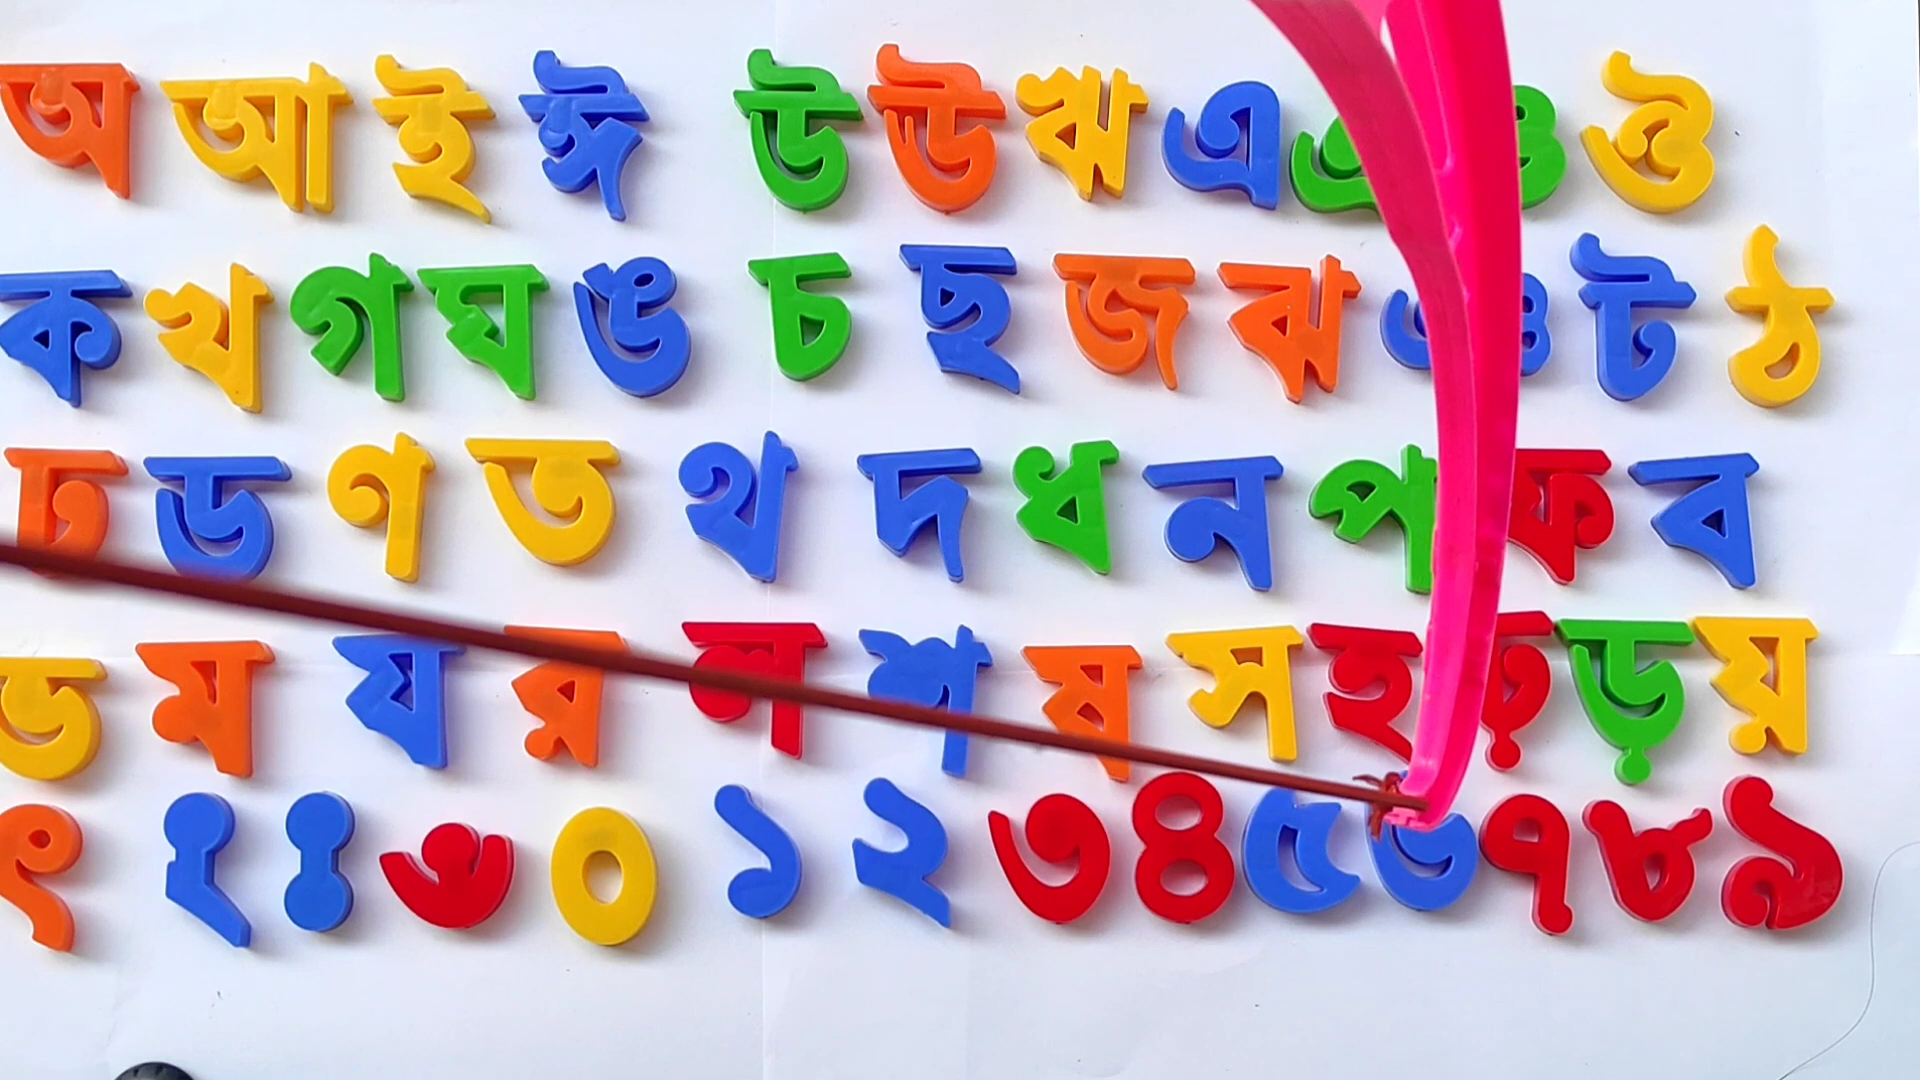 অ আ ই ঈ উ ঊ ঋ এ ঐ
ক খ গ ঘ ঙ চ ছ জ ঝ ঞ ট ঠ
ঢ ড ণ ত থ দ ধ ন প ফ ব
ভ ম য র ল শ ষ স হ ঢ় ড় য়
ৎ ং ঃ ঁ ০ ১ ২ ৩ ৪ ৫ ৬ ৭ ৮ ৯